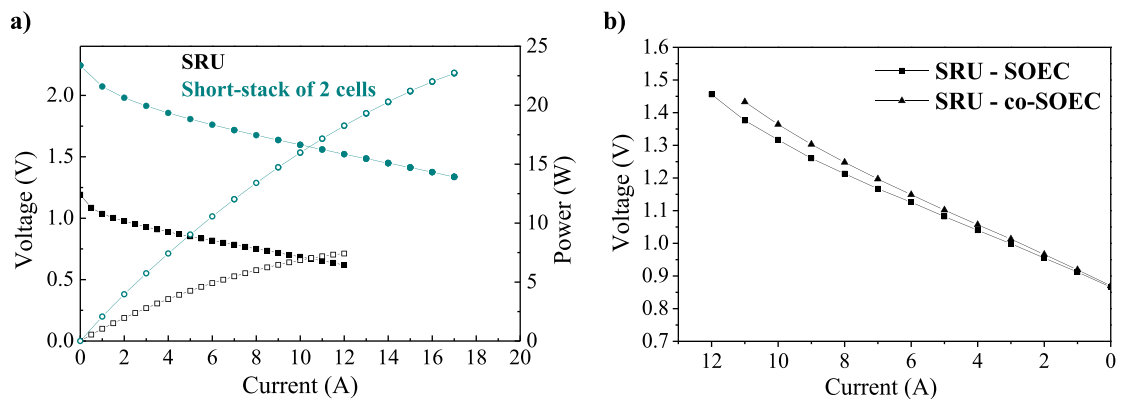 a)
SRU
Short-stack of 2 cells
Voltage (V)
2.0
1.5
1.0
0.5
0.0
0 2 4 6 8 10 12 14 16 18 20
Current (A)
25
20
15
10
5
0
Power (W)
b)
SRU - SOEC
SRU - co-SOEC
Voltage (V)
1.6
1.5
1.4
1.3
1.2
1.1
1.0
0.9
0.8
0.7
12 10 8 6 4 2 0
Current (A)